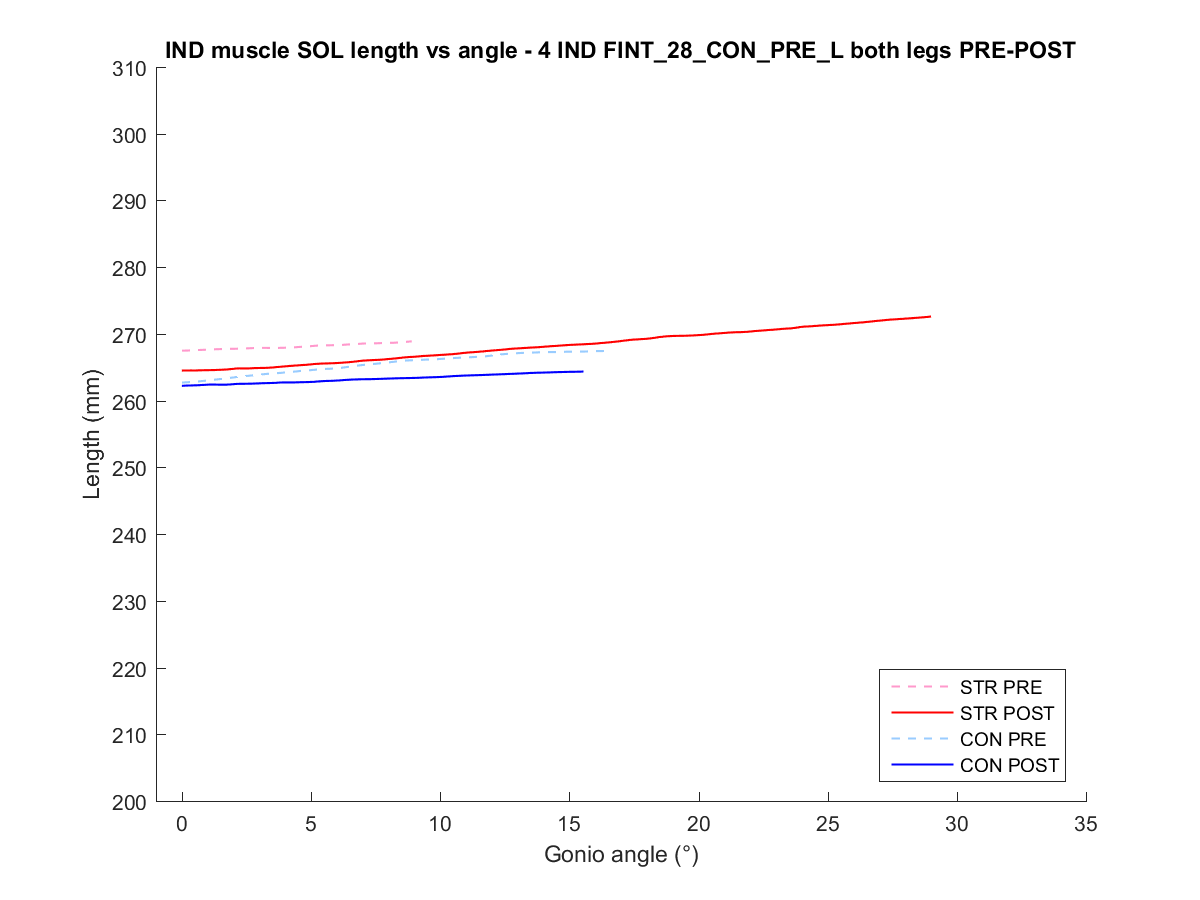 IND muscle SOL length vs angle - 4 IND FINT_28_CON_PRE_L both legs PRE-POST
310
300
290
280
270
260
250
240
230
220
210
200
Length (mm)
STR PRE
STR POST
CON PRE
CON POST
0 5 10 15 20 25 30 35
Gonio angle (°)